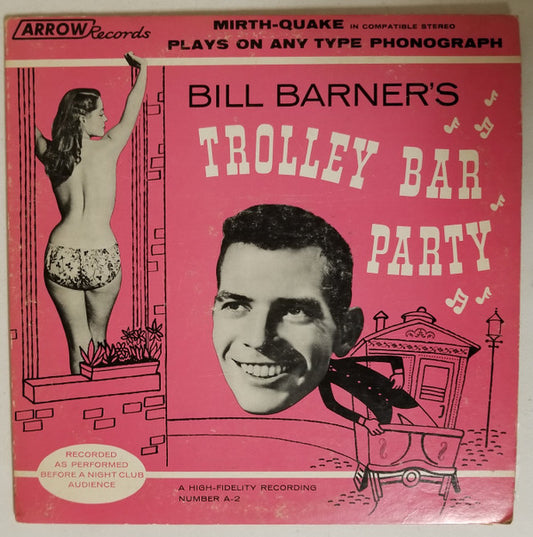 ARROW Records
MIRTH-QUAKE IN COMPATIBLE STEREO
PLAYS ON ANY TYPE PHONOGRAPH
BILL BARNER'S
TROLLEY BAR
PARTY
RECORDED
AS PERFORMED
BEFORE A NIGHT CLUB
AUDIENCE
A HIGH-FIDELITY RECORDING
NUMBER A-2